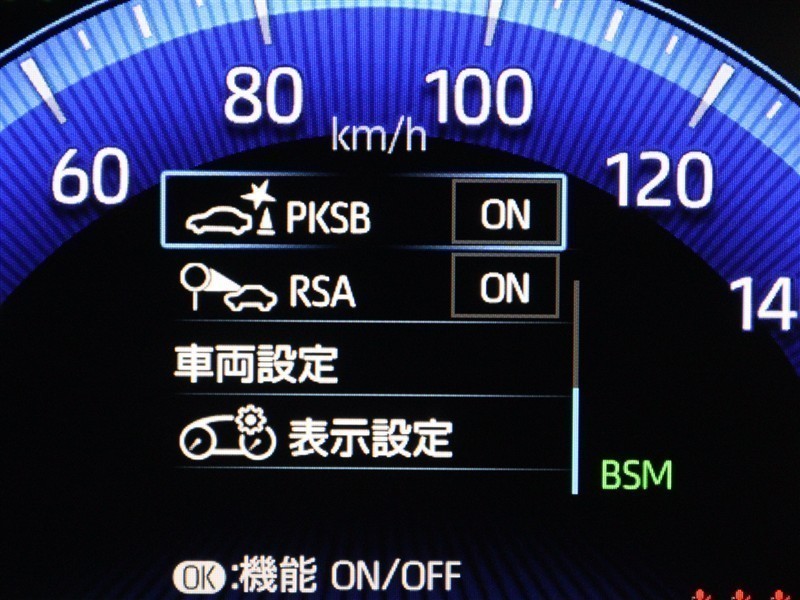 80 100
km/h
60 120
PKSB ON
RSA ON
14
車両設定
表示設定
BSM
OK:機能 ON/OFF